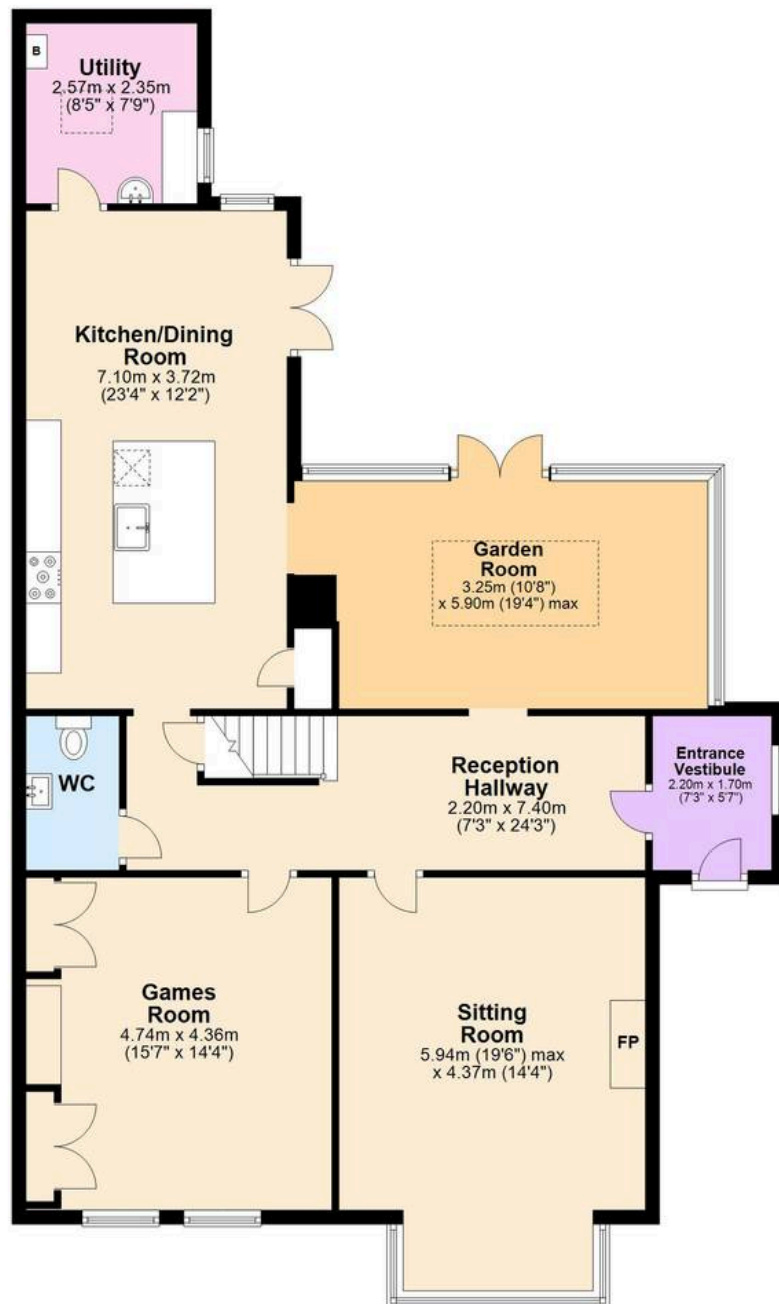 B
Utility
2.57m x 2.35m
(8'5" x 7'9")
Kitchen/Dining
Room
7.10m x 3.72m
(23'4" x 12'2")
Garden
Room
3.25m (10'8")
x 5.90m (19'4") max
WC
Reception
Hallway
2.20m x 7.40m
(7'3" x 24'3")
Entrance
Vestibule
2.20m x 1.70m
(7'3" x 5'7")
Games
Room
4.74m x 4.36m
(15'7" x 14'4")
Sitting
Room
5.94m (19'6") max
x 4.37m (14'4")
FP